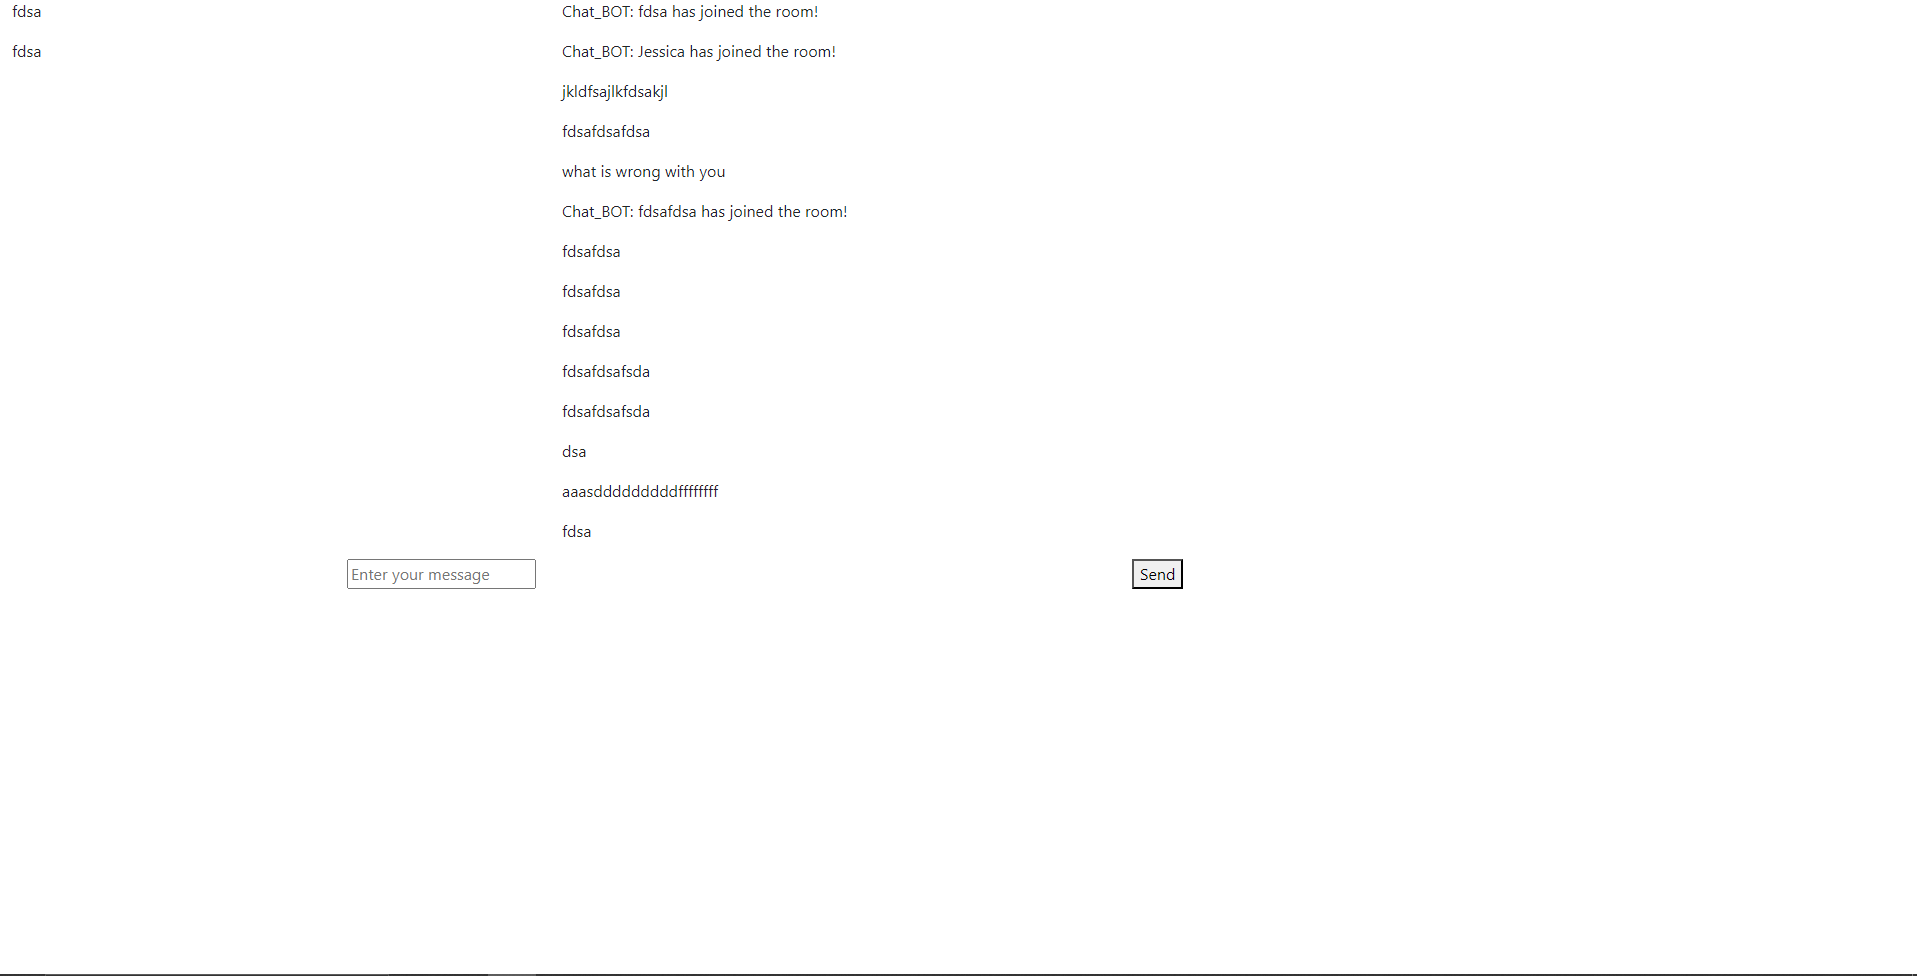 fdsa
fdsa
Chat_BOT: fdsa has joined the room!
Chat_BOT: Jessica has joined the room!
jkldfsajlkfdsakjl
fdsafdsafdsa
what is wrong with you
Chat_BOT: fdsafdsa has joined the room!
fdsafdsa
fdsafdsa
fdsafdsa
fdsafdsafsda
fdsafdsafsda
dsa
aaasdddddddddffffffff
fdsa
Enter your message
Send